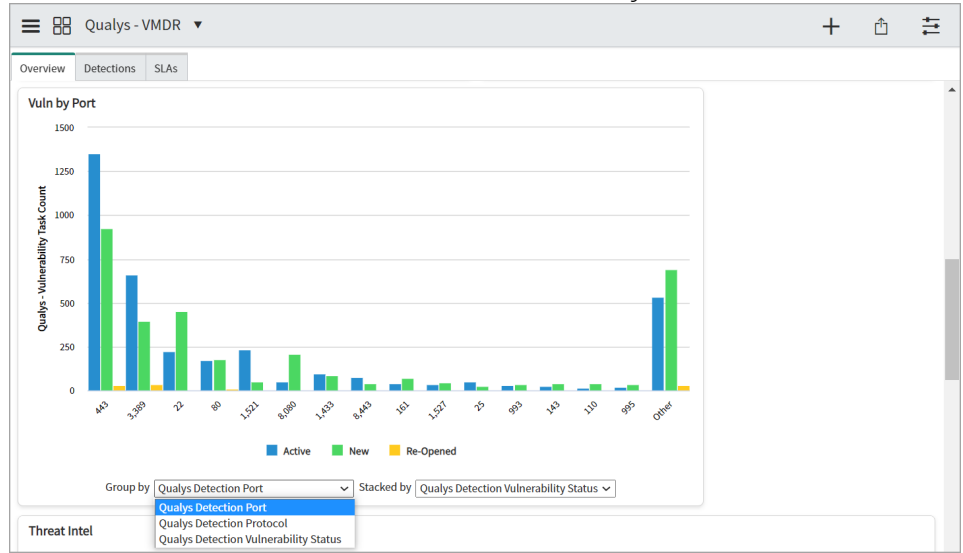 Qualys - VMDR ▼
Overview Detections SLAs
Vuln by Port
1500
1250
1000
750
500
250
0
Qualys - Vulnerability Task Count
443 3,389 22 80 1,521 8,080 1,433 8,443 161 1,527 25 993 143 110 995 Other
Active New Re-Opened
Group by Qualys Detection Port Stacked by Qualys Detection Vulnerability Status
Qualys Detection Port
Qualys Detection Protocol
Qualys Detection Vulnerability Status
Threat Intel